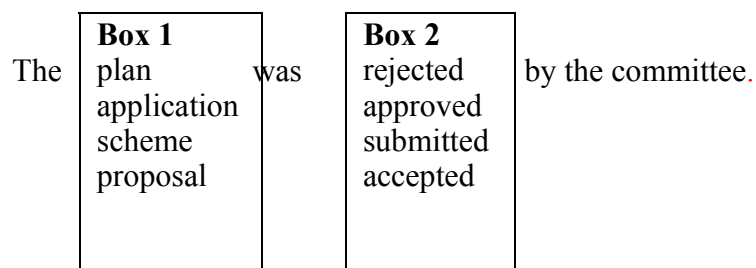 Box 1 Box 2
The plan was rejected by the committee.
application approved
scheme submitted
proposal accepted